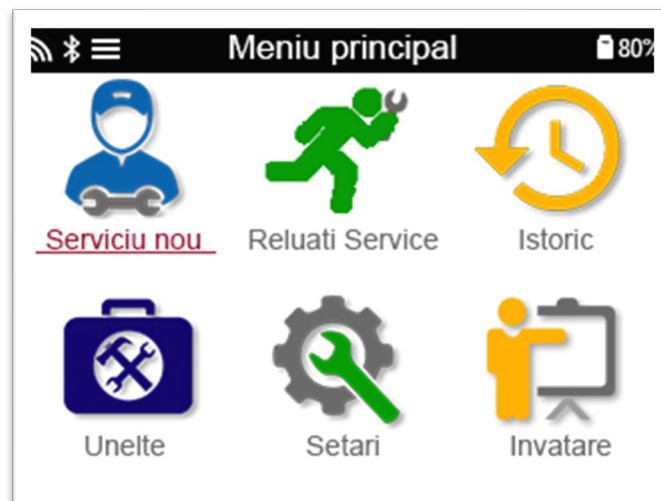 Meniu principal 80%
Serviciu nou Reluati Service Istoric
Unelte Setari Invatare